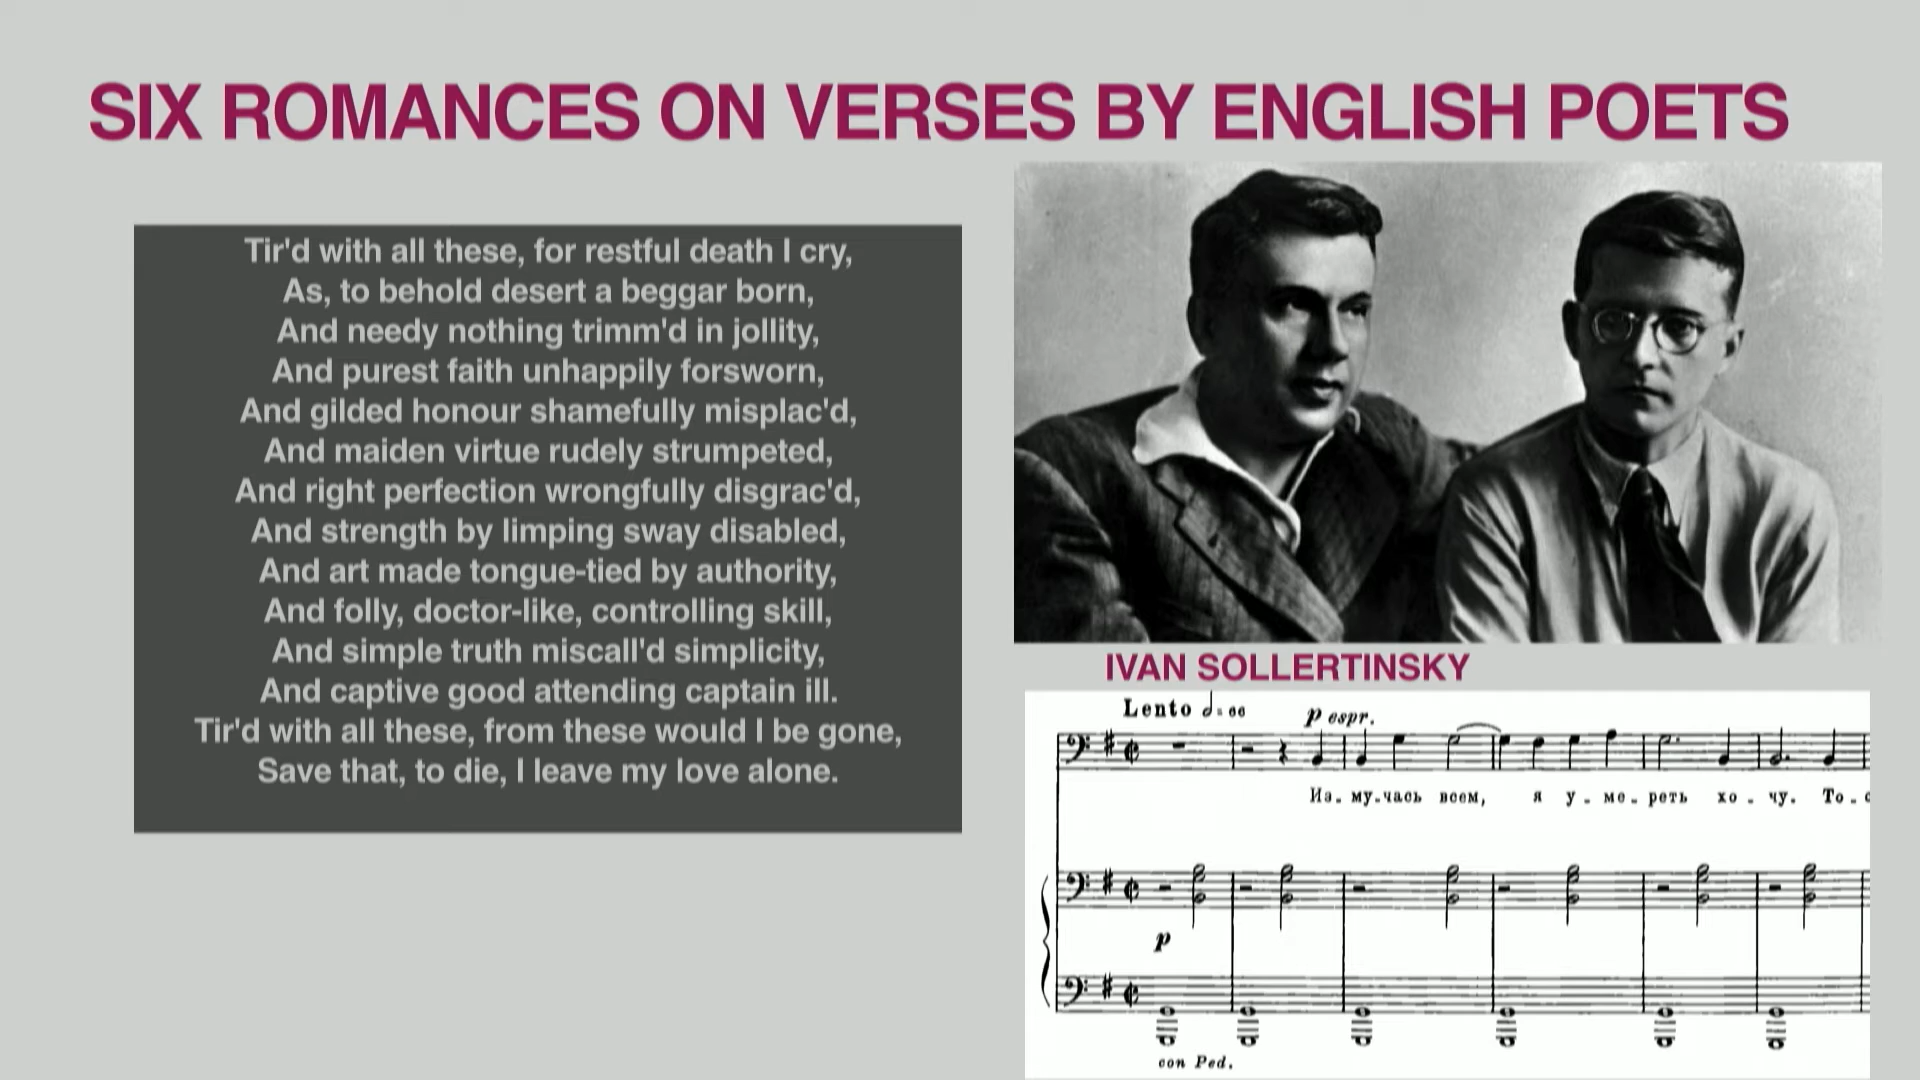 SIX ROMANCES ON VERSES BY ENGLISH POETS
Tir'd with all these, for restful death I cry,
As, to behold desert a beggar born,
And needy nothing trimm'd in jollity,
And purest faith unhappily forsworn,
And gilded honour shamefully misplac'd,
And maiden virtue rudely strumpeted,
And right perfection wrongfully disgrac'd,
And strength by limping sway disabled,
And art made tongue-tied by authority,
And folly, doctor-like, controlling skill,
And simple truth miscall'd simplicity,
And captive good attending captain ill.
Tir'd with all these, from these would I be gone,
Save that, to die, I leave my love alone.
IVAN SOLLERTINSKY
Lento
p espr.
Из - му - чась всем, я у - ме - реть хо - чу. То - с
p
con Ped.